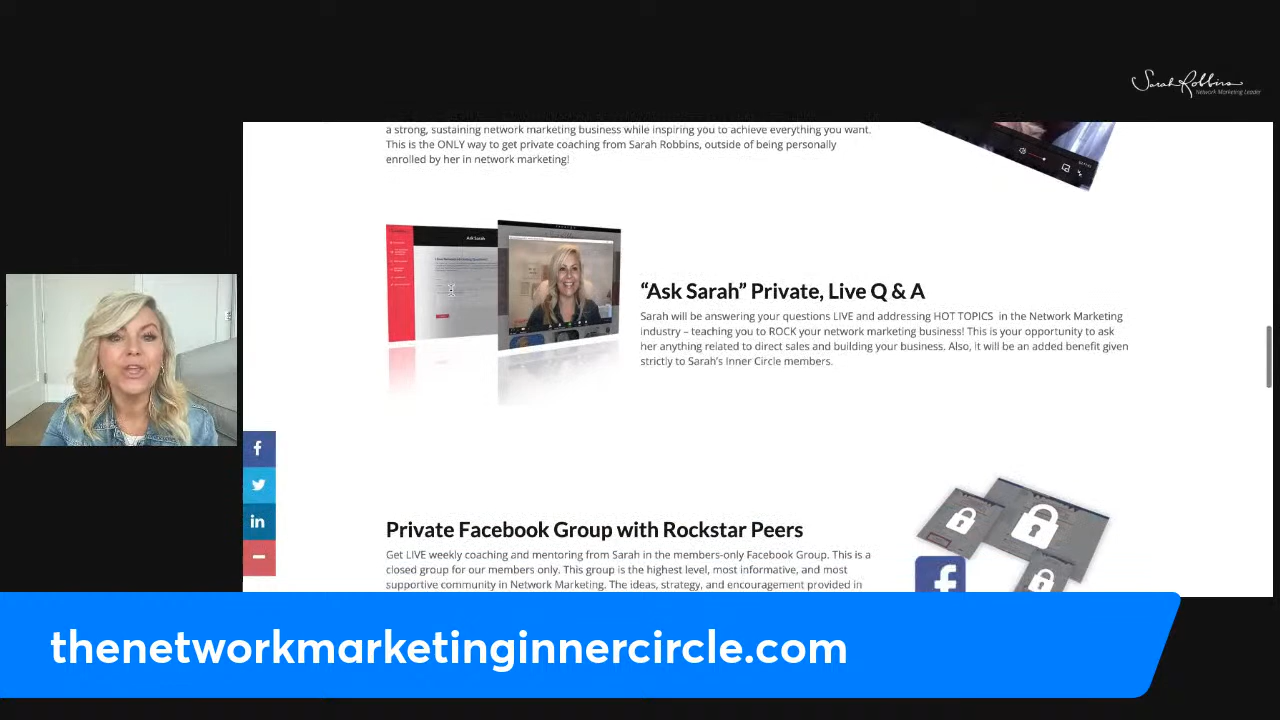 Sarah Robbins
Network Marketing Leader
a strong, sustaining network marketing business while inspiring you to achieve everything you want.
This is the ONLY way to get private coaching from Sarah Robbins, outside of being personally
enrolled by her in network marketing!
Ask Sarah
“Ask Sarah” Private, Live Q & A
Sarah will be answering your questions LIVE and addressing HOT TOPICS in the Network Marketing
industry – teaching you to ROCK your network marketing business! This is your opportunity to ask
her anything related to direct sales and building your business. Also, it will be an added benefit given
strictly to Sarah’s Inner Circle members.
Private Facebook Group with Rockstar Peers
Get LIVE weekly coaching and mentoring from Sarah in the members-only Facebook Group. This is a
closed group for our members only. This group is the highest level, most informative, and most
supportive community in Network Marketing. The ideas, strategy, and encouragement provided in
thenetworkmarketinginnercircle.com